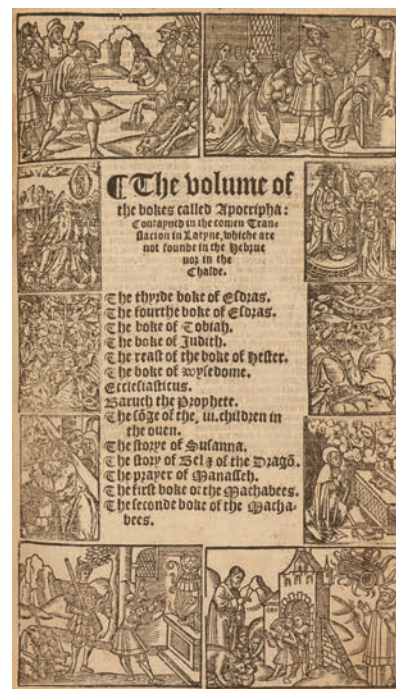 ¶ The volume of
the bokes called Apocripha:
Contayned in the comen Tran-
slacion in Latyne, whiche are
not founde in the Hebrue
nor in the
Chalde.
The thyrde boke of Esdras.
The fourthe boke of Esdras.
The boke of Tobiah.
The boke of Judith.
The reast of the boke of Hester.
The boke of wysedome.
Ecclesiasticus.
Baruch the Prophete.
The sõge of the, iii. children in
the ouen.
The storye of Susanna.
The story of Bel ⁊ of the Dragõ.
The prayer of Manasseh.
The first boke of the Machabees.
The seconde boke of the Macha-
bees.